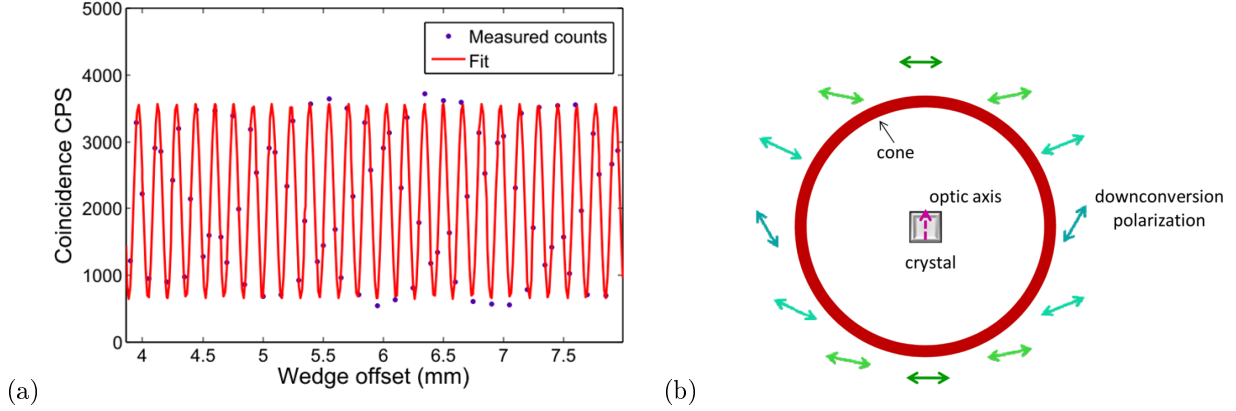 5000
4000
3000
2000
1000
0
Coincidence CPS
Measured counts
Fit
4 4.5 5 5.5 6 6.5 7 7.5
Wedge offset (mm)
(a)
cone
optic axis
crystal
downconversion
polarization
(b)